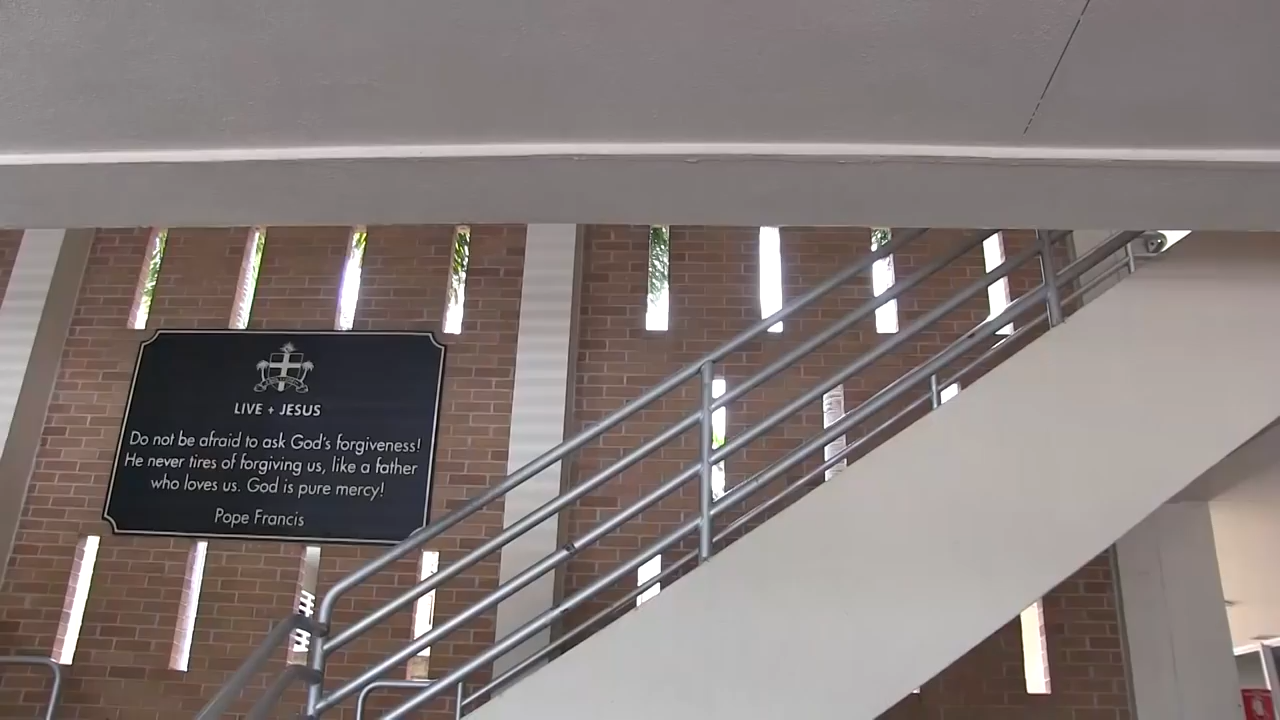 LIVE + JESUS
Do not be afraid to ask God's forgiveness!
He never tires of forgiving us, like a father
who loves us. God is pure mercy!
Pope Francis